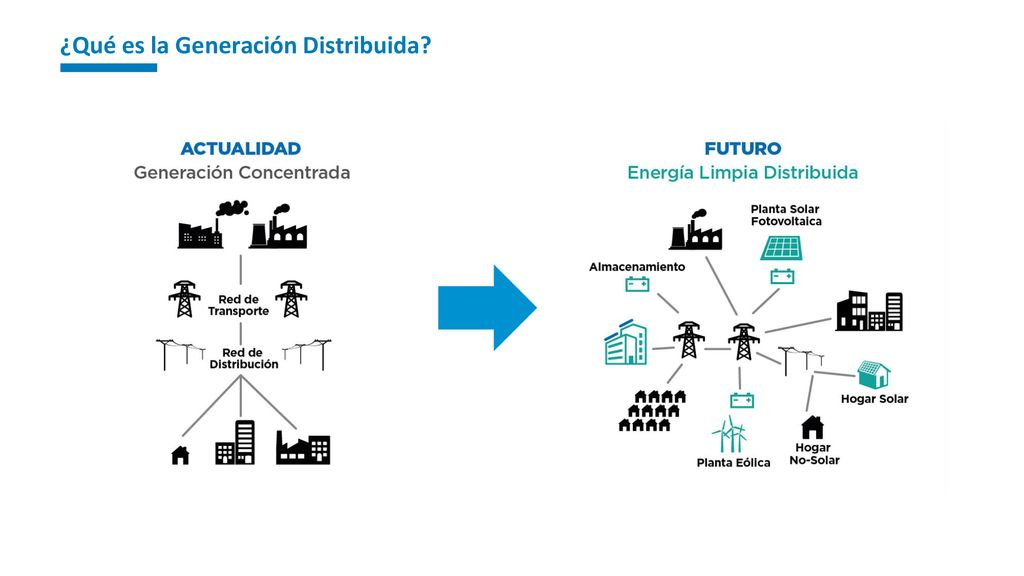 ¿Qué es la Generación Distribuida?
ACTUALIDAD
Generación Concentrada
Red de
Transporte
Red de
Distribución
FUTURO
Energía Limpia Distribuida
Planta Solar
Fotovoltaica
Almacenamiento
Hogar Solar
Hogar
No-Solar
Planta Eólica